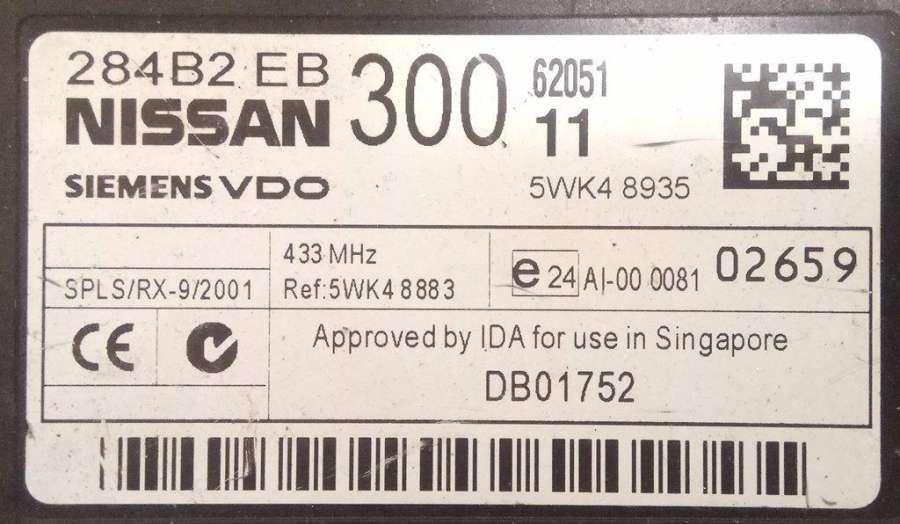 284B2 EB 300 62051
NISSAN 11
SIEMENS VDO 5WK4 8935
433 MHz
SPLS/RX-9/2001 Ref:5WK4 8883 e 24 AI-00 0081 02659
CE
Approved by IDA for use in Singapore
DB01752